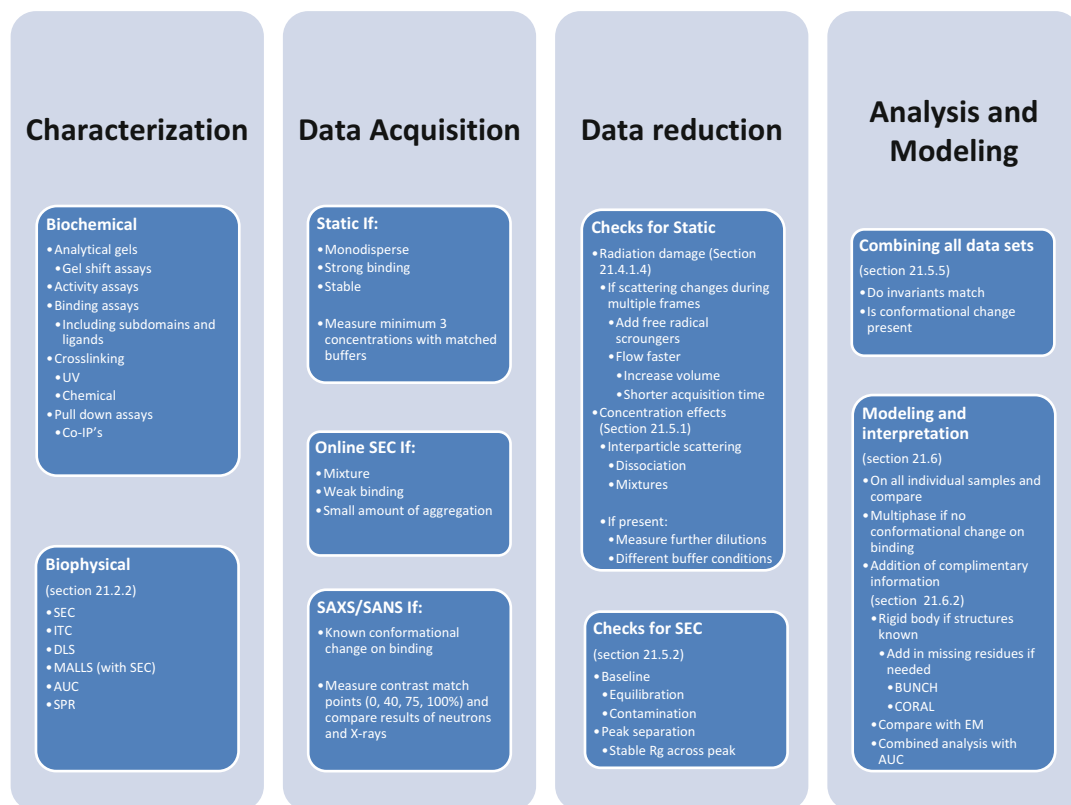 Characterization
Biochemical
•Analytical gels
•Gel shift assays
•Activity assays
•Binding assays
•Including subdomains and
ligands
•Crosslinking
•UV
•Chemical
•Pull down assays
•Co-IP's
Biophysical
(section 21.2.2)
•SEC
•ITC
•DLS
•MALLS (with SEC)
•AUC
•SPR
Data Acquisition
Static If:
•Monodisperse
•Strong binding
•Stable
•Measure minimum 3
concentrations with matched
buffers
Online SEC If:
•Mixture
•Weak binding
•Small amount of aggregation
SAXS/SANS If:
•Known conformational
change on binding
•Measure contrast match
points (0, 40, 75, 100%) and
compare results of neutrons
and X-rays
Data reduction
Checks for Static
•Radiation damage (Section
21.4.1.4)
•If scattering changes during
multiple frames
•Add free radical
scroungers
•Flow faster
•Increase volume
•Shorter acquisition time
•Concentration effects
(Section 21.5.1)
•Interparticle scattering
•Dissociation
•Mixtures
•If present:
•Measure further dilutions
•Different buffer conditions
Checks for SEC
(section 21.5.2)
•Baseline
•Equilibration
•Contamination
•Peak separation
•Stable Rg across peak
Analysis and
Modeling
Combining all data sets
(section 21.5.5)
•Do invariants match
•Is conformational change
present
Modeling and
interpretation
(section 21.6)
•On all individual samples and
compare
•Multiphase if no
conformational change on
binding
•Addition of complimentary
information
(section 21.6.2)
•Rigid body if structures
known
•Add in missing residues if
needed
•BUNCH
•CORAL
•Compare with EM
•Combined analysis with
AUC